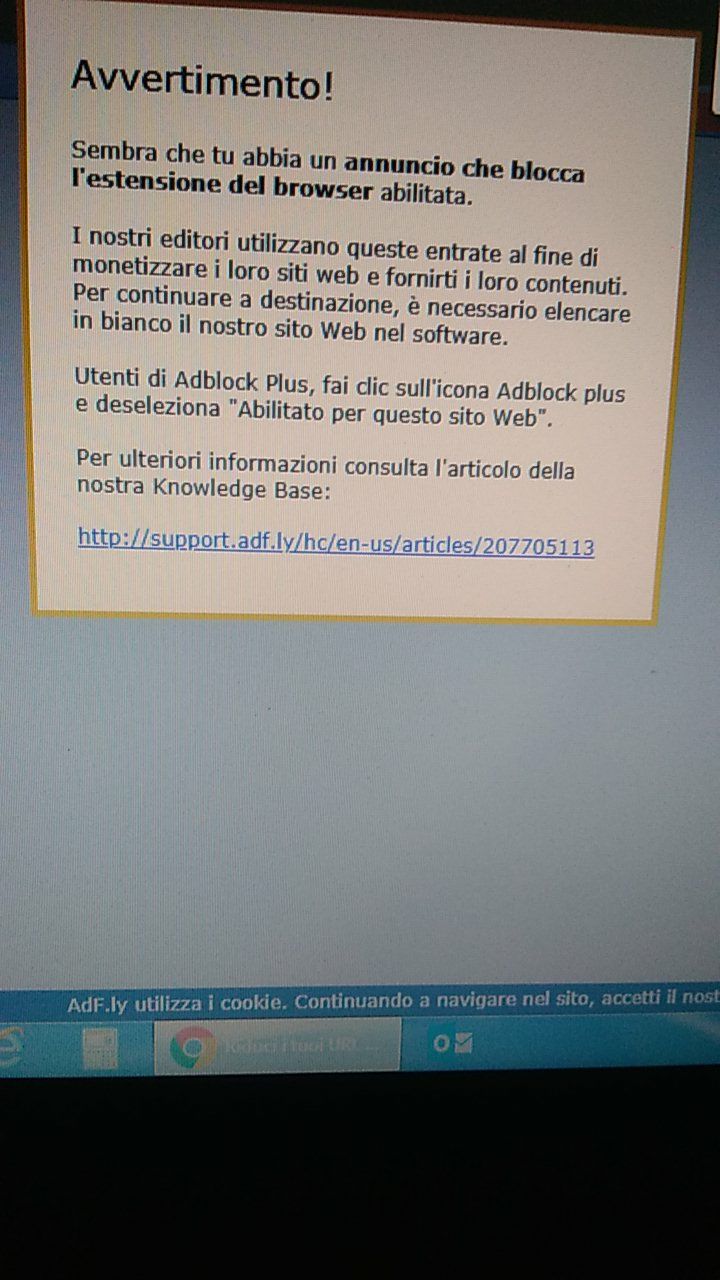 Avvertimento!
Sembra che tu abbia un annuncio che blocca
l'estensione del browser abilitata.
I nostri editori utilizzano queste entrate al fine di
monetizzare i loro siti web e fornirti i loro contenuti.
Per continuare a destinazione, è necessario elencare
in bianco il nostro sito Web nel software.
Utenti di Adblock Plus, fai clic sull'icona Adblock plus
e deseleziona "Abilitato per questo sito Web".
Per ulteriori informazioni consulta l'articolo della
nostra Knowledge Base:
http://support.adf.ly/hc/en-us/articles/207705113
AdF.ly utilizza i cookie. Continuando a navigare nel sito, accetti il nost
Riduci i tuoi URL ...